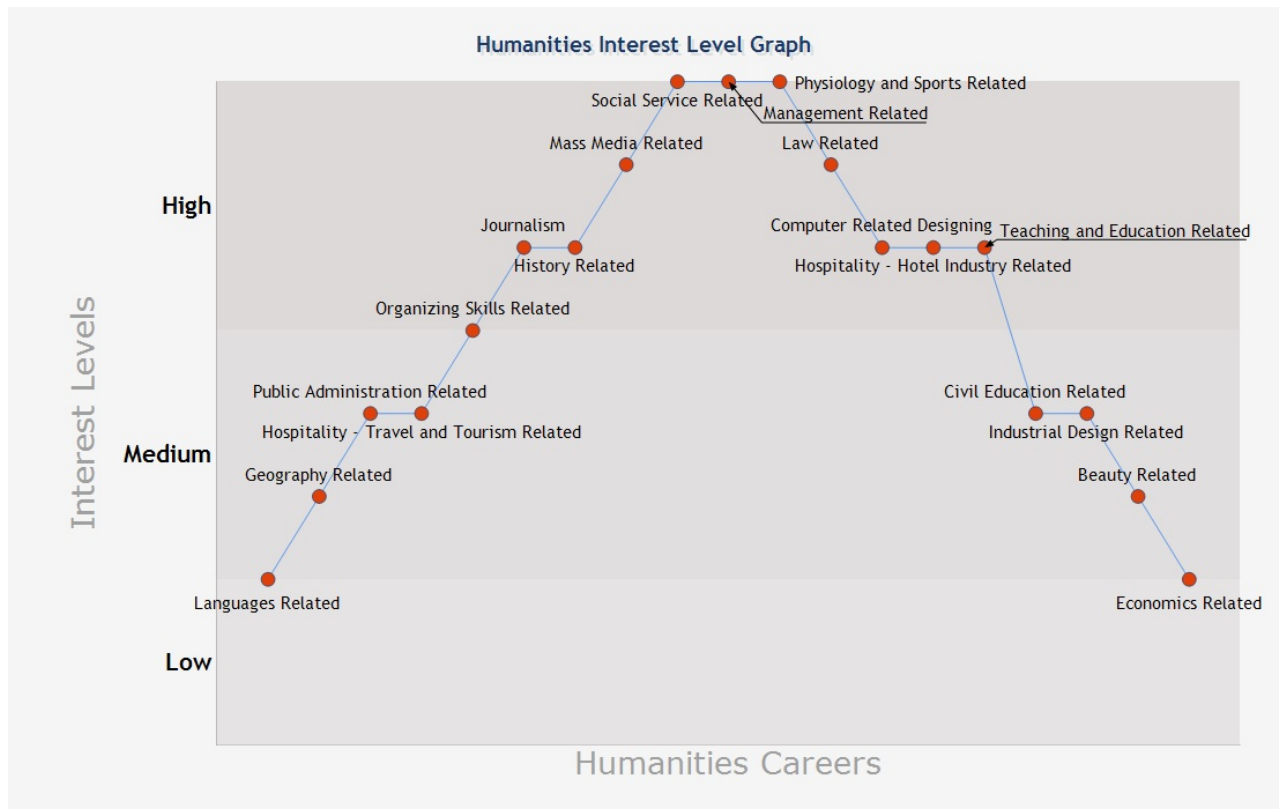 Humanities Interest Level Graph
Physiology and Sports Related
Social Service Related
Management Related
Mass Media Related
Law Related
High
Journalism
Computer Related Designing
Teaching and Education Related
History Related
Hospitality - Hotel Industry Related
Organizing Skills Related
Interest Levels
Public Administration Related
Civil Education Related
Hospitality - Travel and Tourism Related
Industrial Design Related
Medium
Geography Related
Beauty Related
Languages Related
Economics Related
Low
Humanities Careers